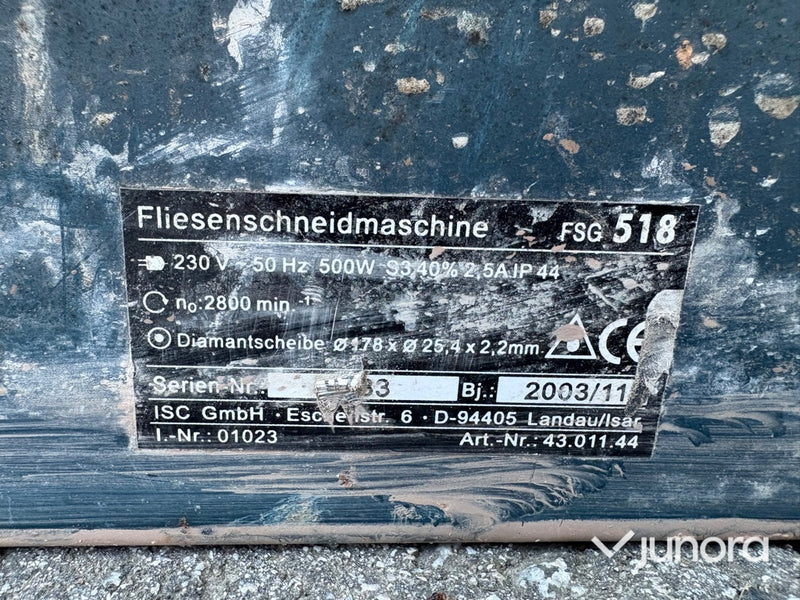 Fliesenschneidmaschine FSG 518
230 V ~ 50 Hz 500W S3,40% 2,5A IP 44
n₀:2800 min.⁻¹
Diamantscheibe Ø 178 x Ø 25,4 x 2,2mm CE
Serien-Nr.: Bj.: 2003/11
ISC GmbH · Eschenstr. 6 · D-94405 Landau/Isar
I.-Nr.: 01023 Art.-Nr.: 43.011.44
junora